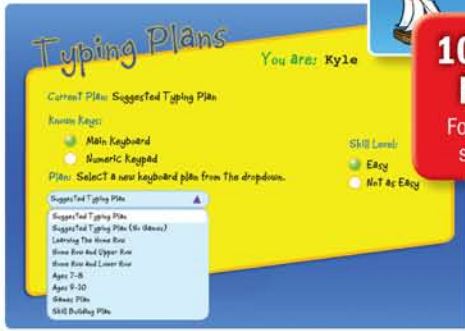 Typing Plans
You are: Kyle
Current Plan: Suggested Typing Plan
Known Keys:
Main Keyboard
Numeric Keypad
Skill Level:
Easy
Not as Easy
Plan: Select a new keyboard plan from the dropdown.
Suggested Typing Plan
Suggested Typing Plan
Suggested Typing Plan (No Games)
Learning The Home Row
Home Row and Upper Row
Home Row and Lower Row
Ages 7-8
Ages 9-10
Games Plan
Skill Building Plan
10